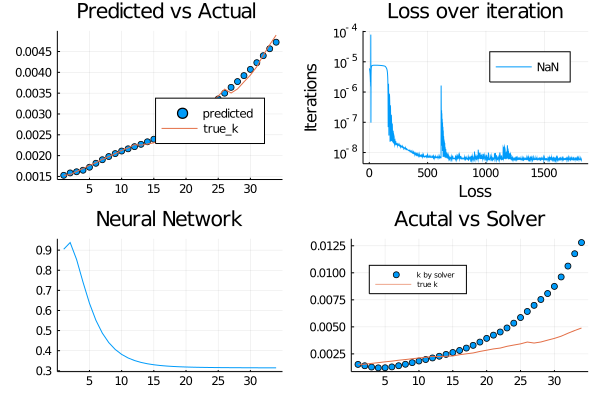 Predicted vs Actual
0.0045
0.0040
0.0035
0.0030
0.0025
0.0020
0.0015
predicted
true_k
5 10 15 20 25 30
Loss over iteration
Iterations
10⁻⁴
10⁻⁵
10⁻⁶
10⁻⁷
10⁻⁸
NaN
0 500 1000 1500
Loss
Neural Network
0.9
0.8
0.7
0.6
0.5
0.4
0.3
5 10 15 20 25 30
Acutal vs Solver
0.0125
0.0100
0.0075
0.0050
0.0025
k by solver
true k
5 10 15 20 25 30